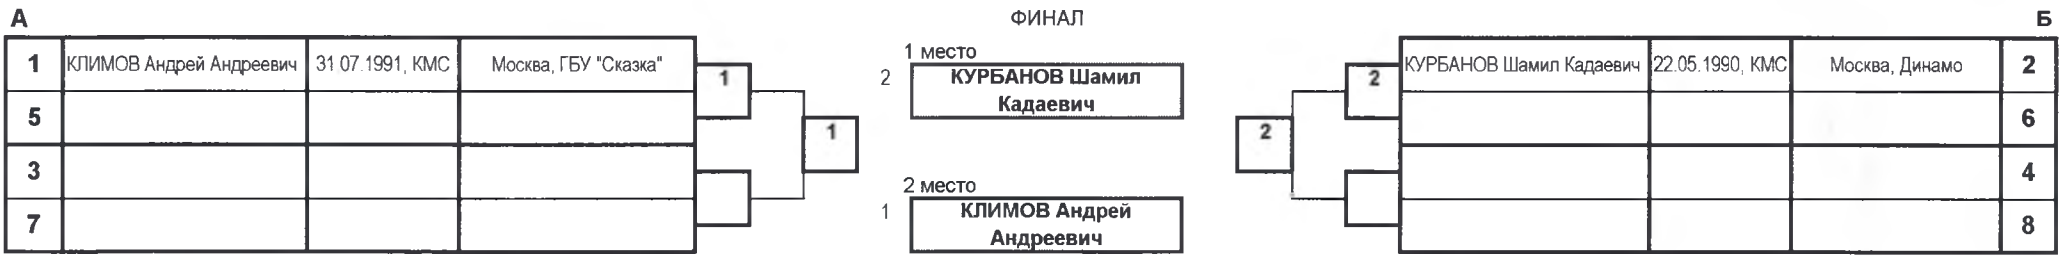 А
ФИНАЛ
Б
1 КЛИМОВ Андрей Андреевич 31 07.1991, КМС Москва, ГБУ "Сказка"
5
3
7
1
1
1 место
2 КУРБАНОВ Шамил
Кадаевич
2 место
1 КЛИМОВ Андрей
Андреевич
2
2
КУРБАНОВ Шамил Кадаевич 22.05.1990, КМС Москва, Динамо 2
6
4
8